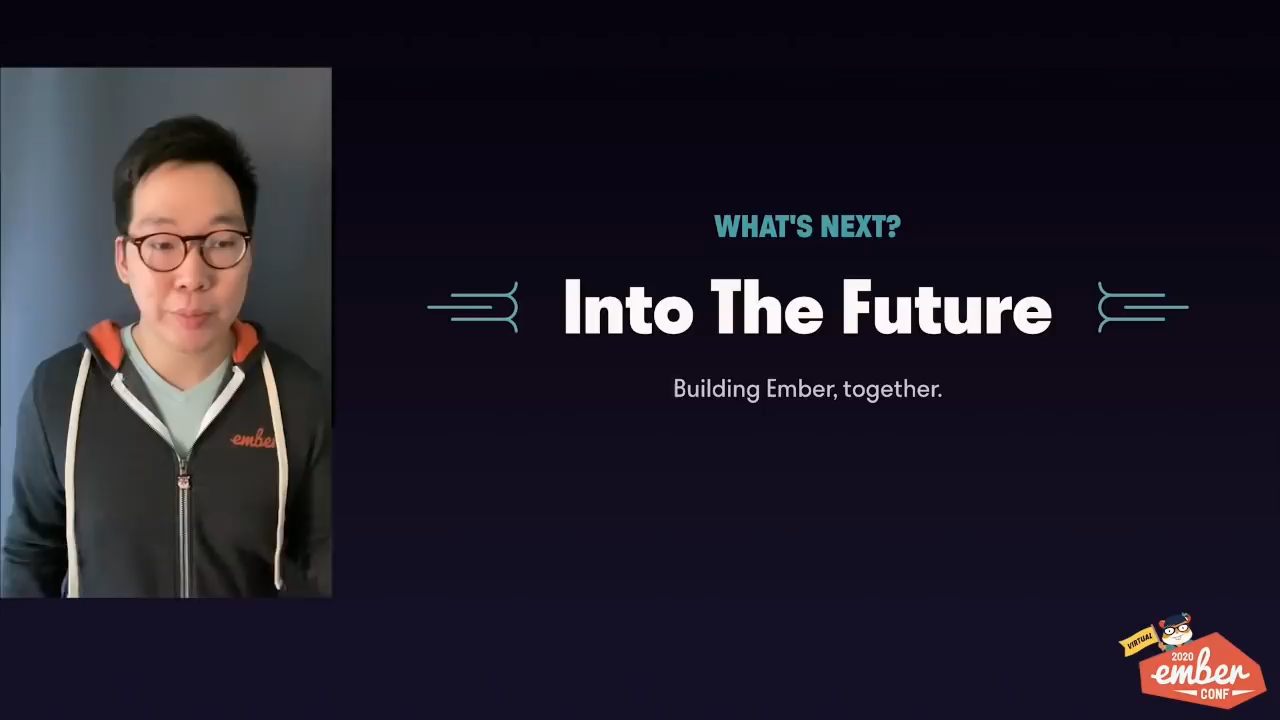 WHAT'S NEXT?
Into The Future
Building Ember, together.
ember
VIRTUAL
2020
ember
CONF